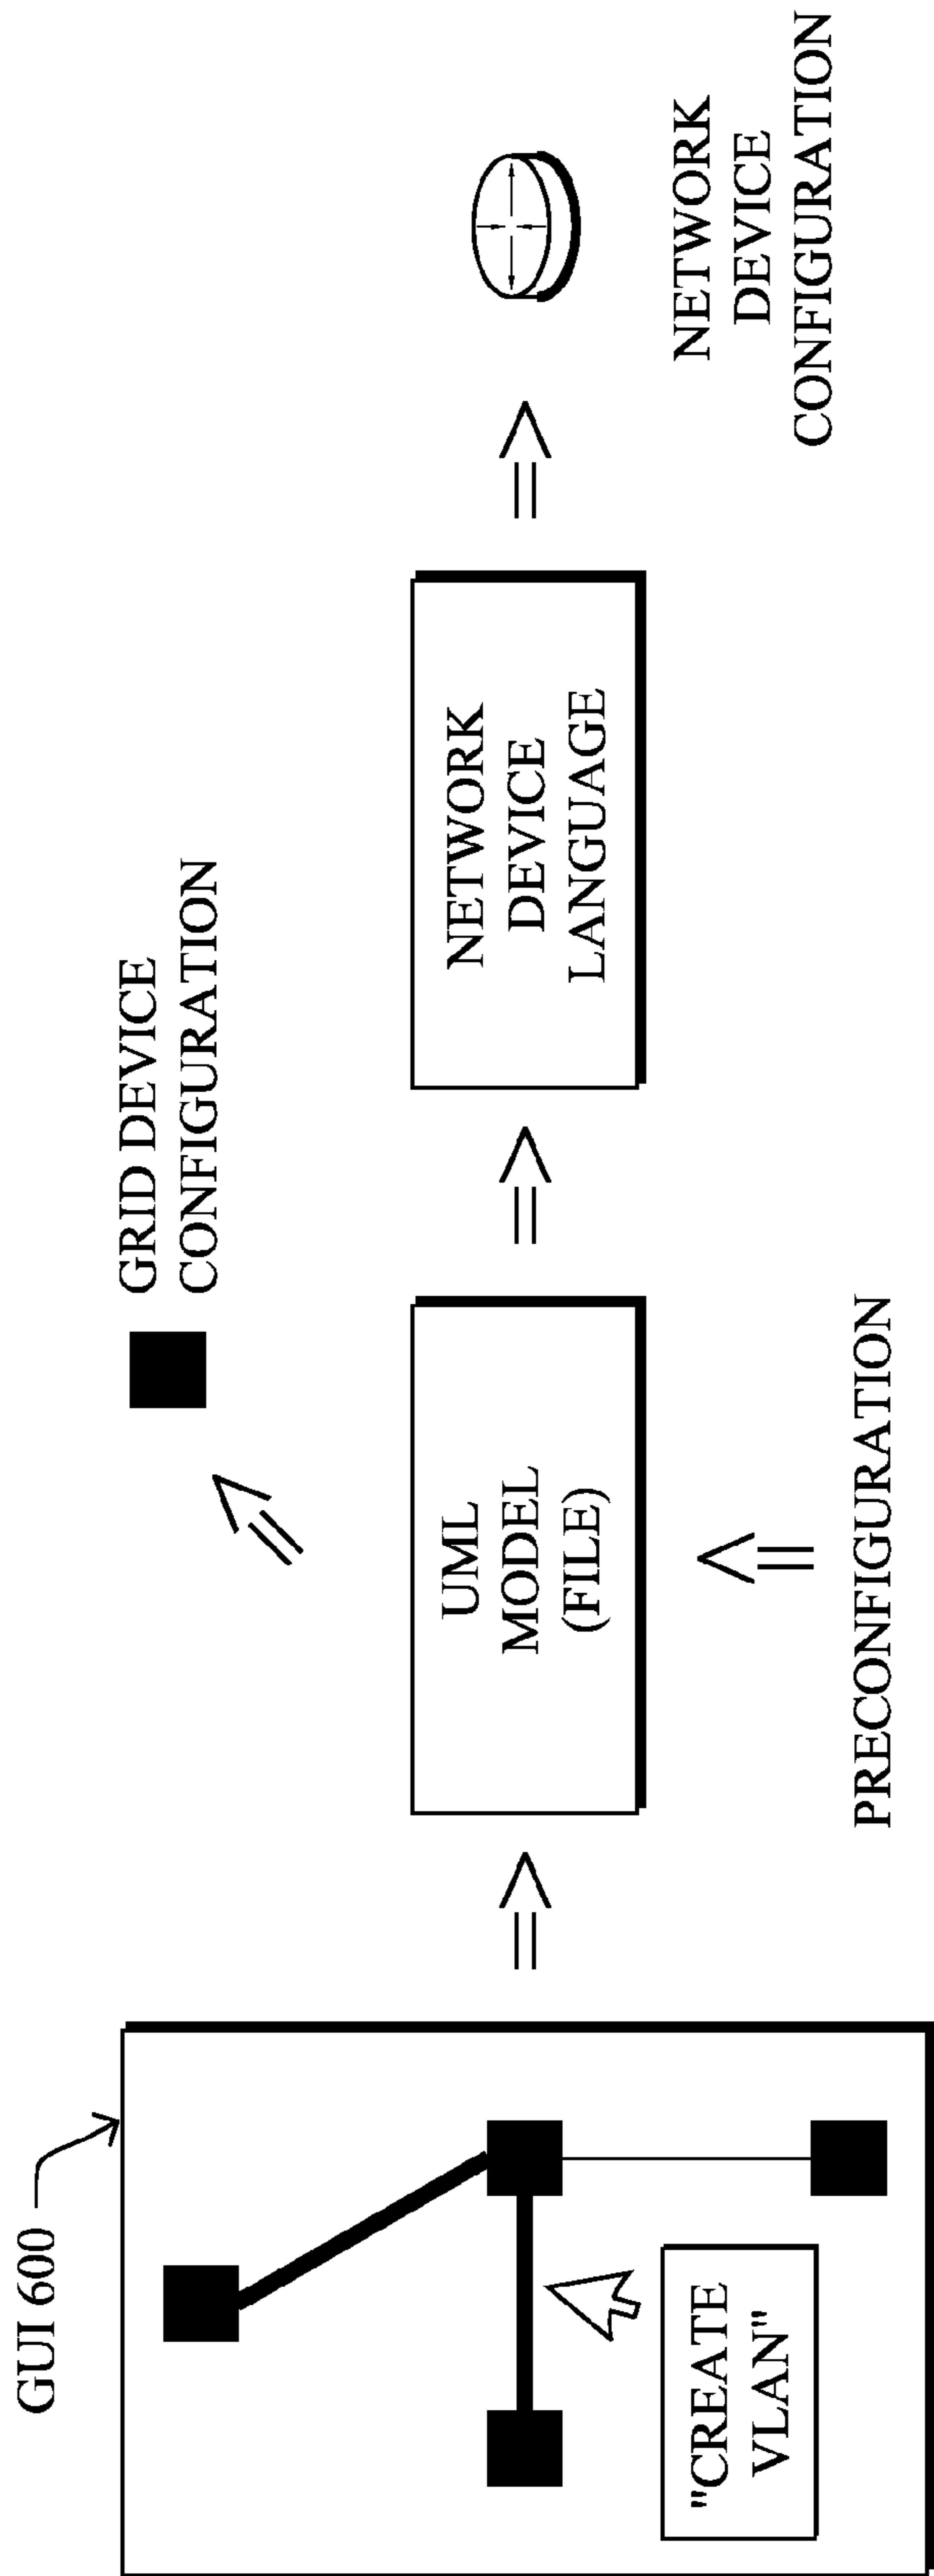 GUI 600
"CREATE
VLAN"
UML
MODEL
(FILE)
PRECONFIGURATION
GRID DEVICE
CONFIGURATION
NETWORK
DEVICE
LANGUAGE
NETWORK
DEVICE
CONFIGURATION